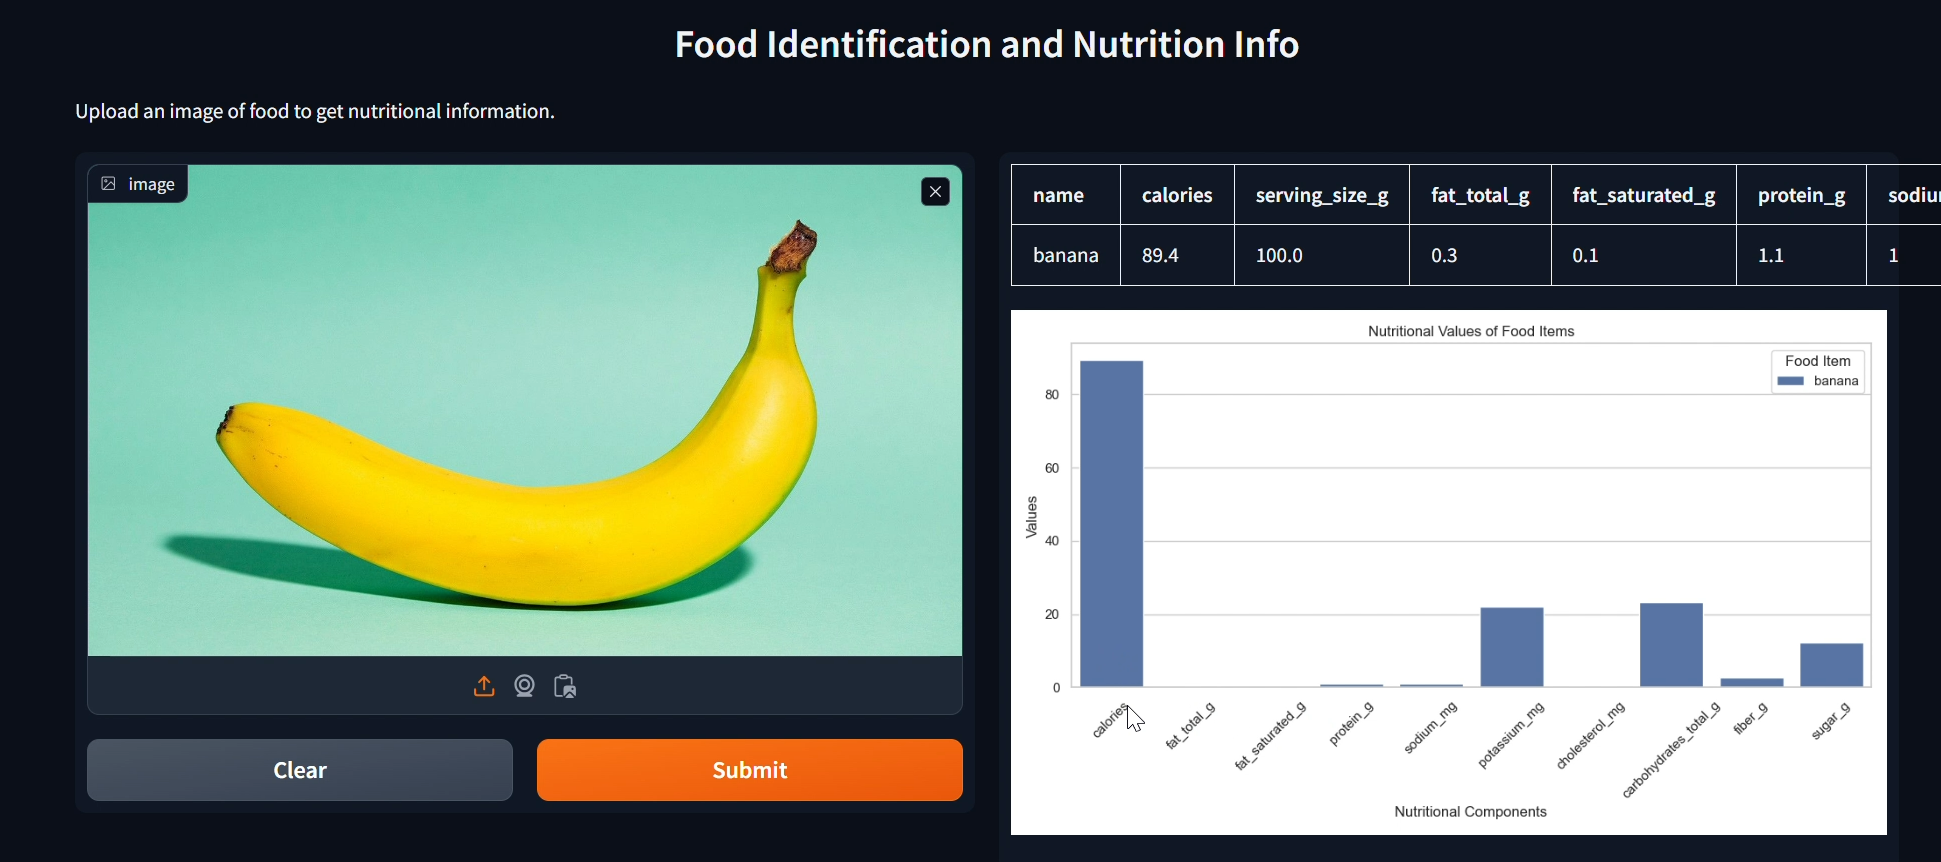 Food Identification and Nutrition Info
Upload an image of food to get nutritional information.
image
name calories serving_size_g fat_total_g fat_saturated_g protein_g sodiu
banana 89.4 100.0 0.3 0.1 1.1 1
Nutritional Values of Food Items
Food Item
banana
80
60
40
20
0
Values
calories
fat_total_g
fat_saturated_g
protein_g
sodium_mg
potassium_mg
cholesterol_mg
carbohydrates_total_g
fiber_g
sugar_g
Nutritional Components
Clear
Submit